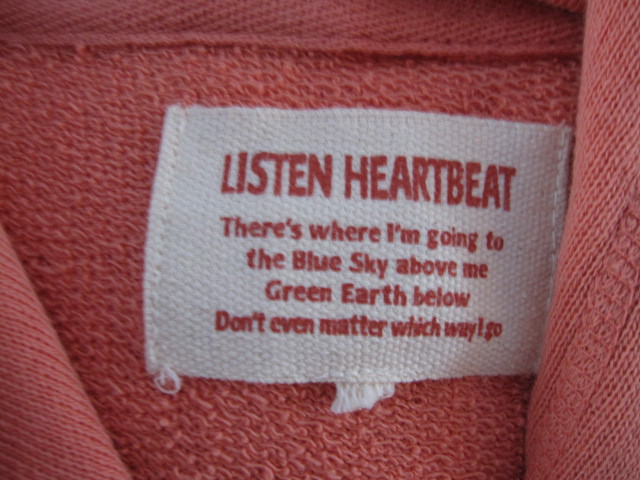 LISTEN HEARTBEAT
There's where I'm going to
the Blue Sky above me
Green Earth below
Don't even matter which way I go